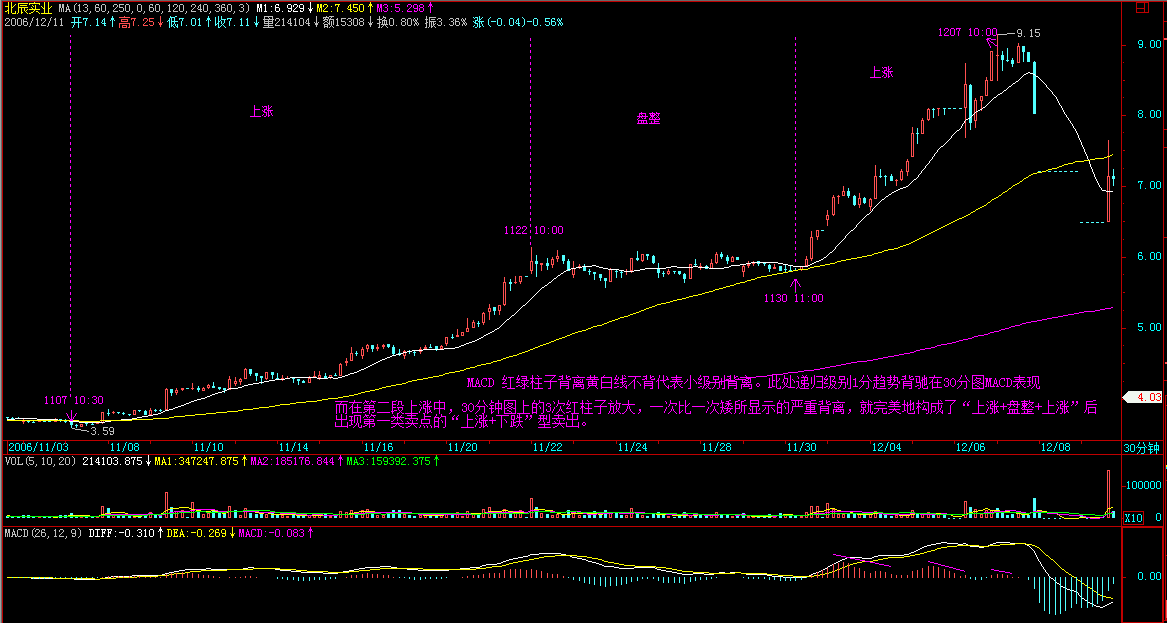 北辰实业 MA(13,60,250,0,60,120,240,360,3) M1:6.929↓M2:7.450↑M3:5.298↑
2006/12/11 开7.14↑高7.25↓低7.01↑收7.11↓量214104↓额15308↓换0.80% 振3.36% 涨(-0.04)-0.56%
1207 10:00
9.15
9.00
上涨
上涨
盘整
8.00
7.00
1122 10:00
6.00
1130 11:00
5.00
MACD 红绿柱子背离黄白线不背代表小级别背离。此处递归级别1分趋势背驰在30分图MACD表现
1107 10:30
4.03
而在第二段上涨中，30分钟图上的3次红柱子放大，一次比一次矮所显示的严重背离，就完美地构成了“上涨+盘整+上涨”后
出现第一类卖点的“上涨+下跌”型卖出。
3.59
2006/11/03 11/08 11/10 11/14 11/16 11/20 11/22 11/24 11/28 11/30 12/04 12/06 12/08 30分钟
VOL(5,10,20) 214103.875↓MA1:347247.875↑MA2:185176.844↑MA3:159392.375↑
100000
X10 0
MACD(26,12,9) DIFF:-0.310↑DEA:-0.269↓MACD:-0.083↑
0.00